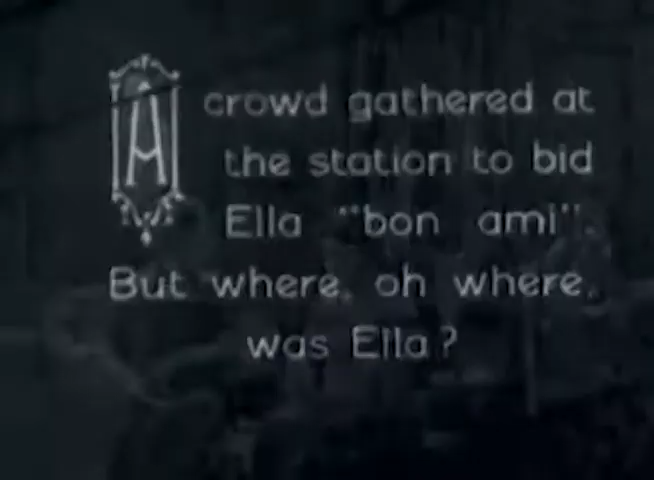 A crowd gathered at
the station to bid
Ella "bon ami".
But where, oh where,
was Ella?